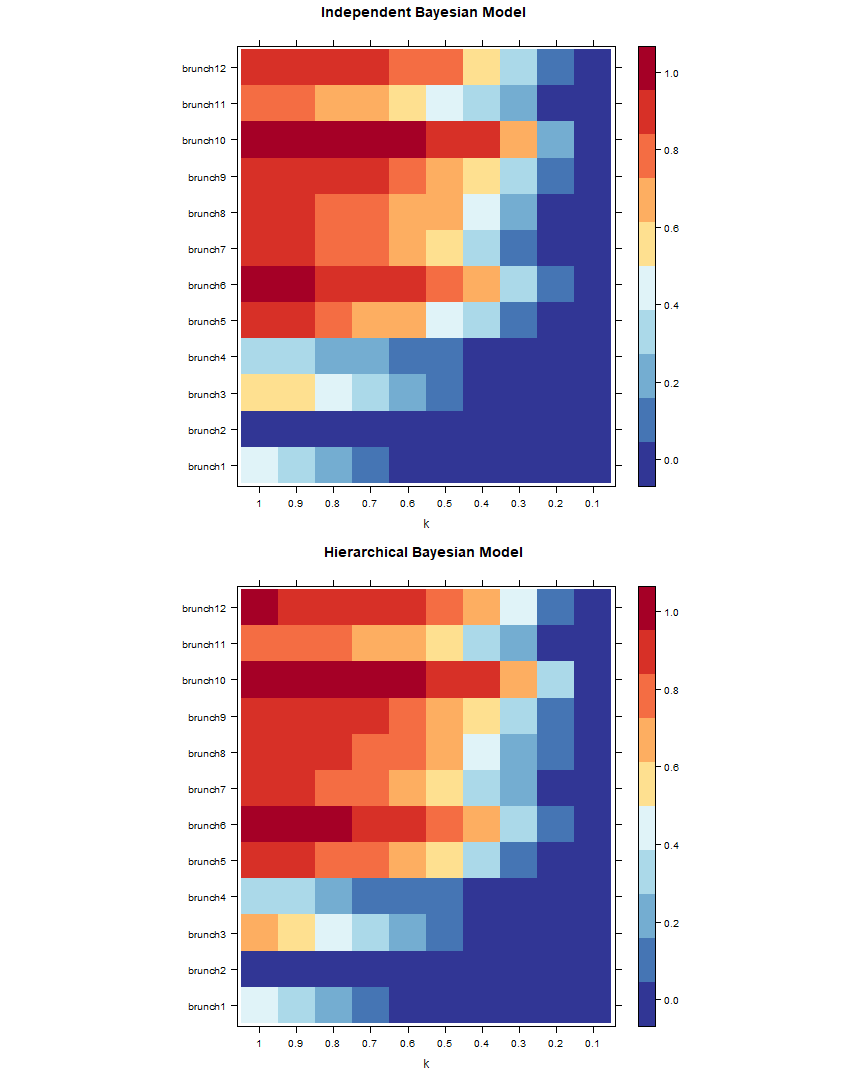 Independent Bayesian Model
brunch12
brunch11
brunch10
brunch9
brunch8
brunch7
brunch6
brunch5
brunch4
brunch3
brunch2
brunch1
1 0.9 0.8 0.7 0.6 0.5 0.4 0.3 0.2 0.1
k
1.0
0.8
0.6
0.4
0.2
0.0
Hierarchical Bayesian Model
brunch12
brunch11
brunch10
brunch9
brunch8
brunch7
brunch6
brunch5
brunch4
brunch3
brunch2
brunch1
1 0.9 0.8 0.7 0.6 0.5 0.4 0.3 0.2 0.1
k
1.0
0.8
0.6
0.4
0.2
0.0